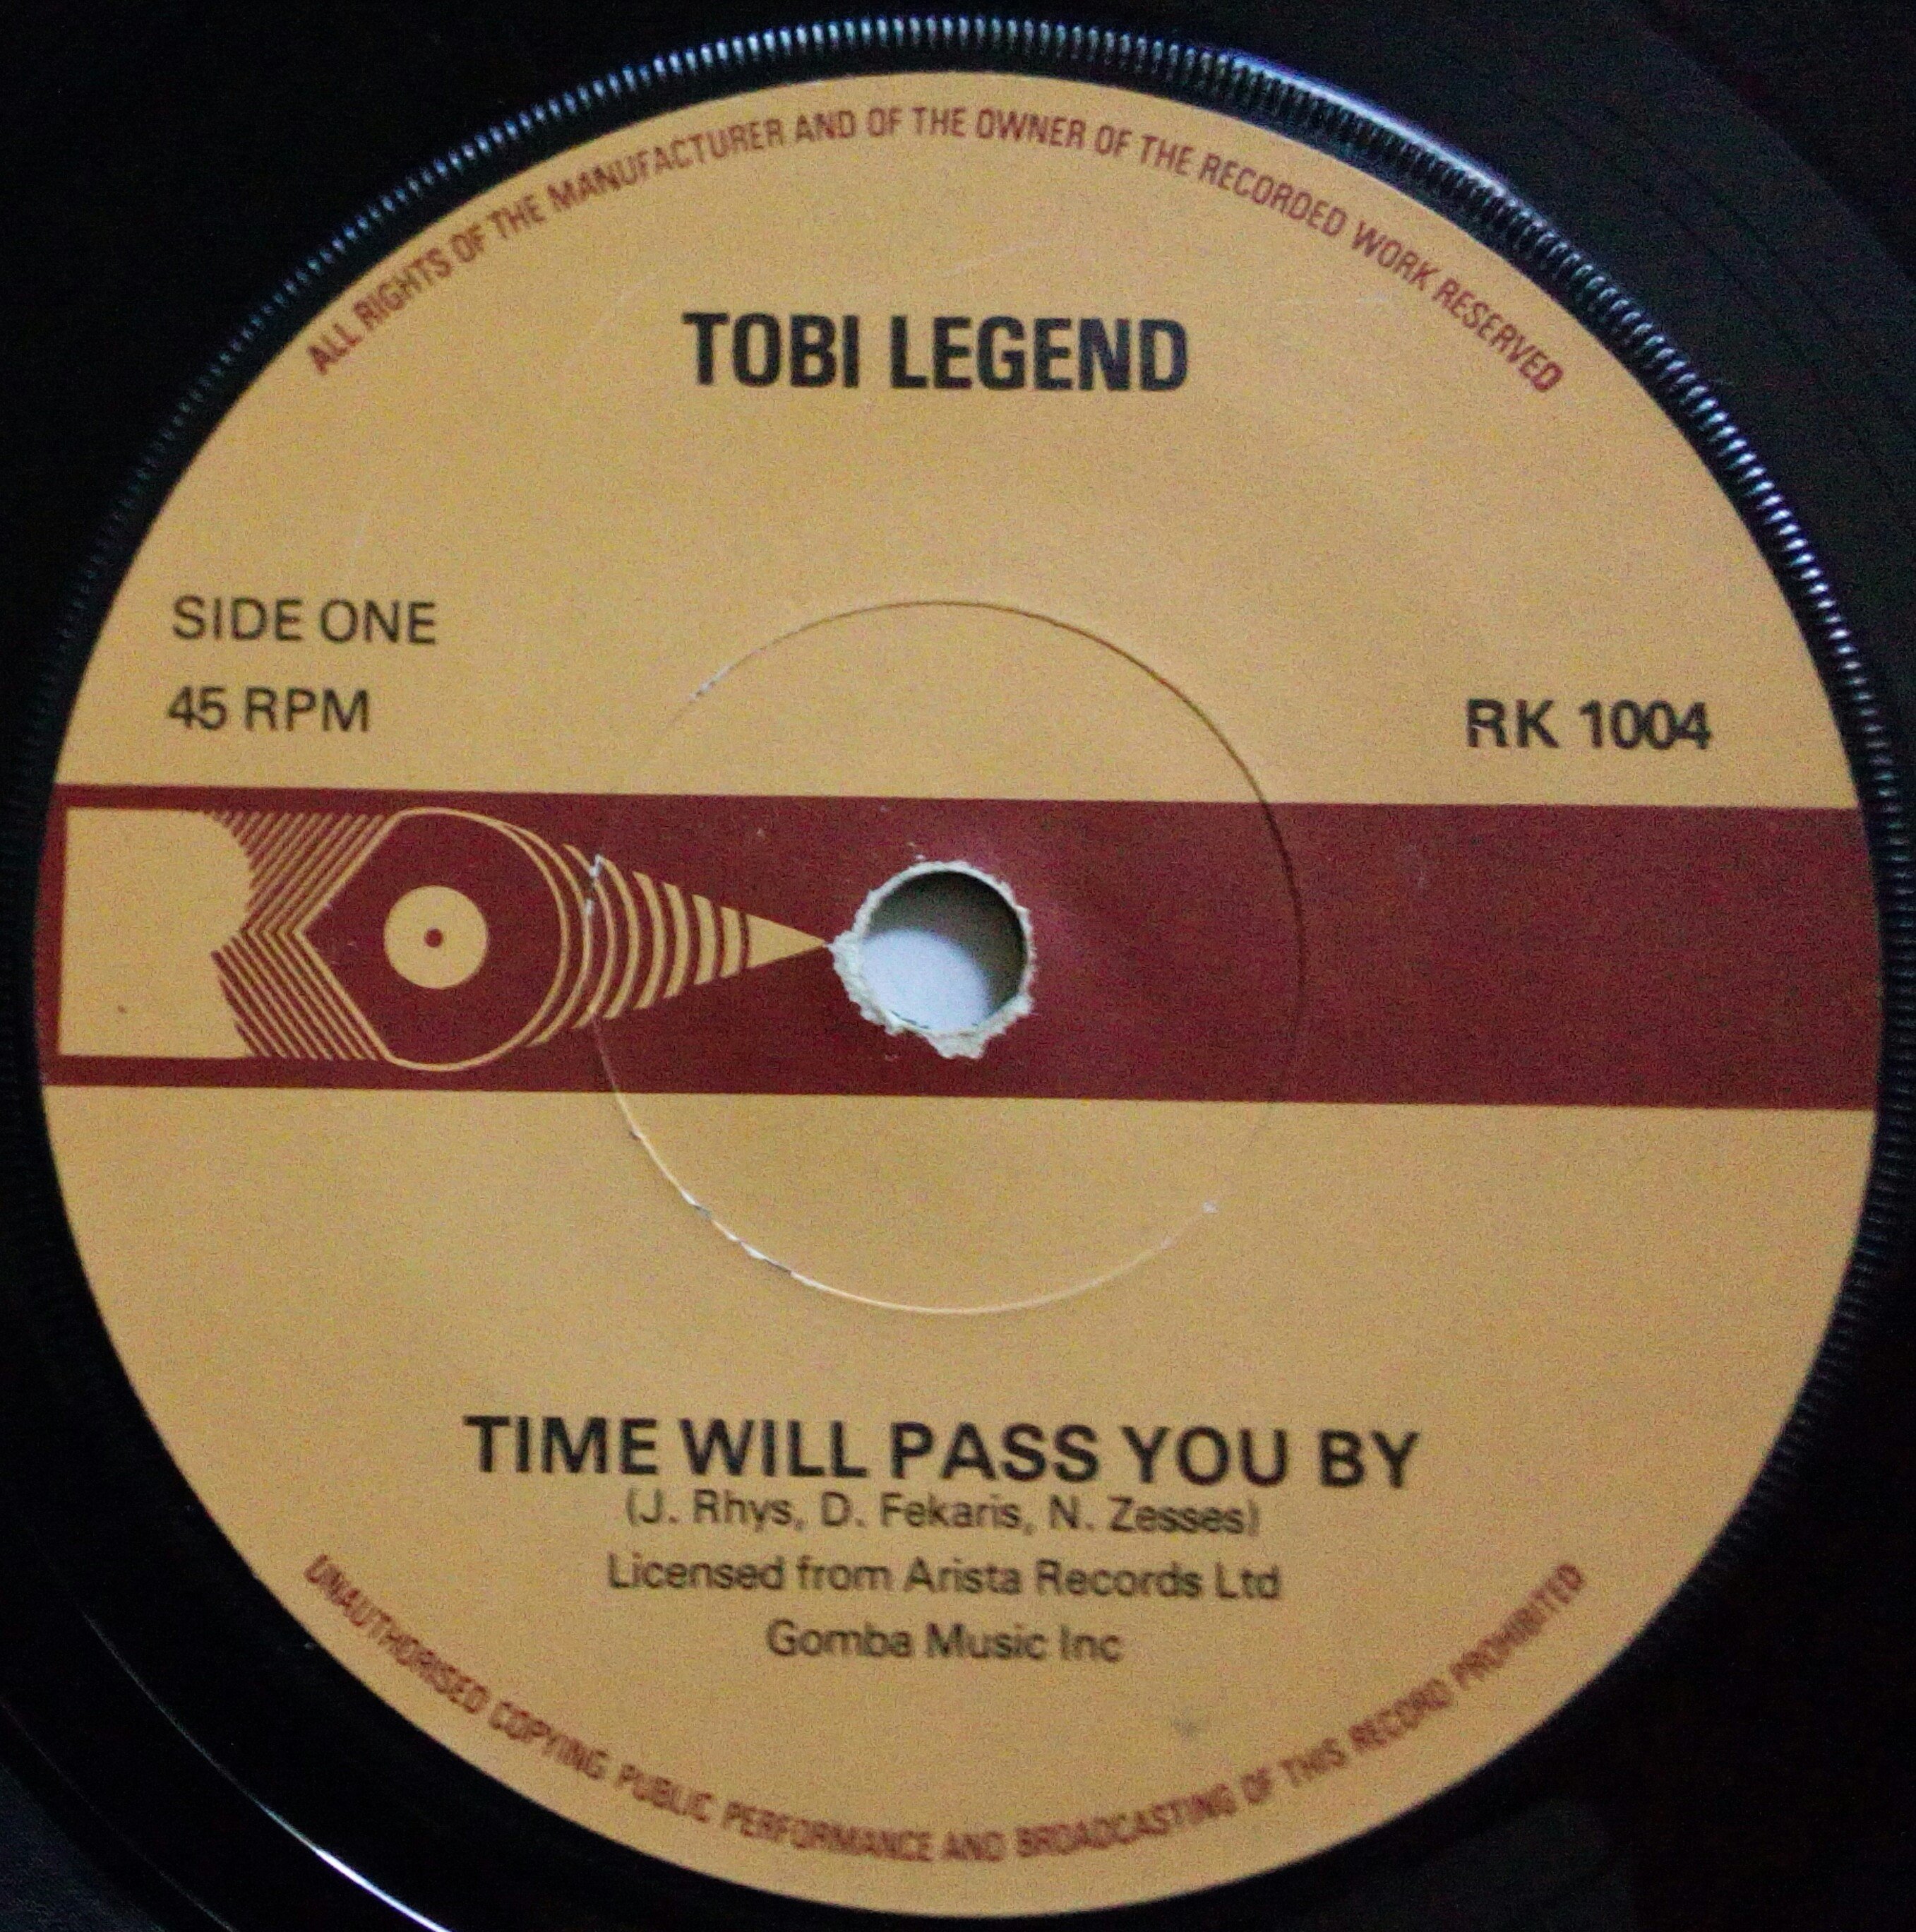 ALL RIGHTS OF THE MANUFACTURER AND OF THE OWNER OF THE RECORDED WORK RESERVED
TOBI LEGEND
SIDE ONE
45 RPM
RK 1004
TIME WILL PASS YOU BY
(J. Rhys, D. Fekaris, N. Zesses)
Licensed from Arista Records Ltd
Gomba Music Inc
UNAUTHORISED COPYING PUBLIC PERFORMANCE AND BROADCASTING OF THIS RECORD PROHIBITED